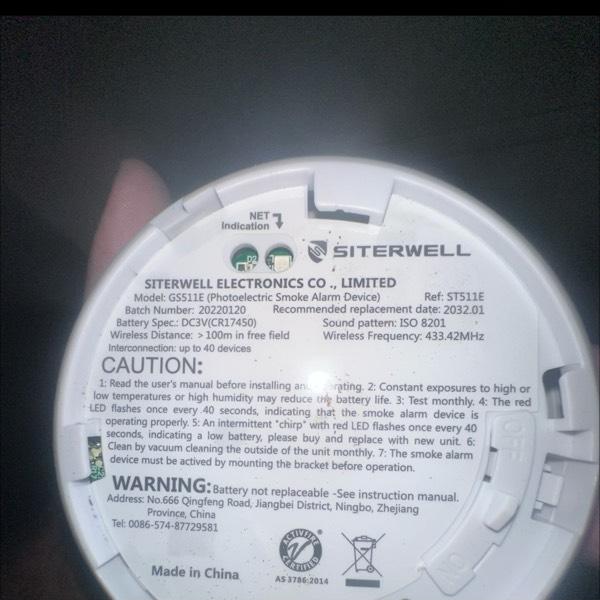 NET
Indication
D2
SITERWELL
SITERWELL ELECTRONICS CO ., LIMITED
Model: GS511E (Photoelectric Smoke Alarm Device) Ref: ST511E
Batch Number: 20220120 Recommended replacement date: 2032.01
Battery Spec.: DC3V(CR17450) Sound pattern: ISO 8201
Wireless Distance: >100m in free field Wireless Frequency: 433.42MHz
Interconnection: up to 40 devices
CAUTION:
1: Read the user's manual before installing and operating. 2: Constant exposures to high or
low temperatures or high humidity may reduce the battery life. 3: Test monthly. 4: The red
LED flashes once every 40 seconds, indicating that the smoke alarm device is
operating properly. 5: An intermittent "chirp" with red LED flashes once every 40
seconds, indicating a low battery, please buy and replace with new unit. 6:
Clean by vacuum cleaning the outside of the unit monthly. 7: The smoke alarm
device must be actived by mounting the bracket before operation.
OFF
WARNING: Battery not replaceable -See instruction manual.
Address: No.666 Qingfeng Road, Jiangbei District, Ningbo, Zhejiang
Province, China
Tel: 0086-574-87729581
ACTIVFIRE
CERTIFIED
ON
Made in China
AS 3786:2014